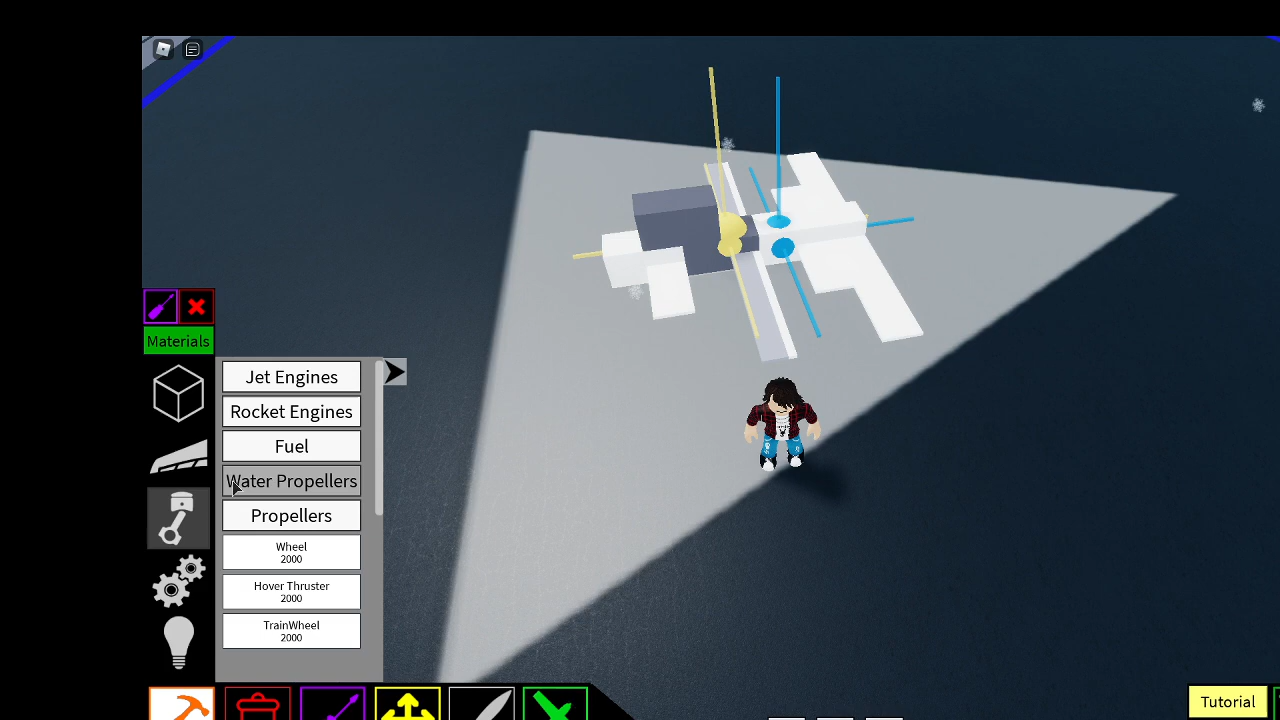 Materials
Jet Engines
Rocket Engines
Fuel
Water Propellers
Propellers
Wheel
2000
Hover Thruster
2000
TrainWheel
2000
Tutorial